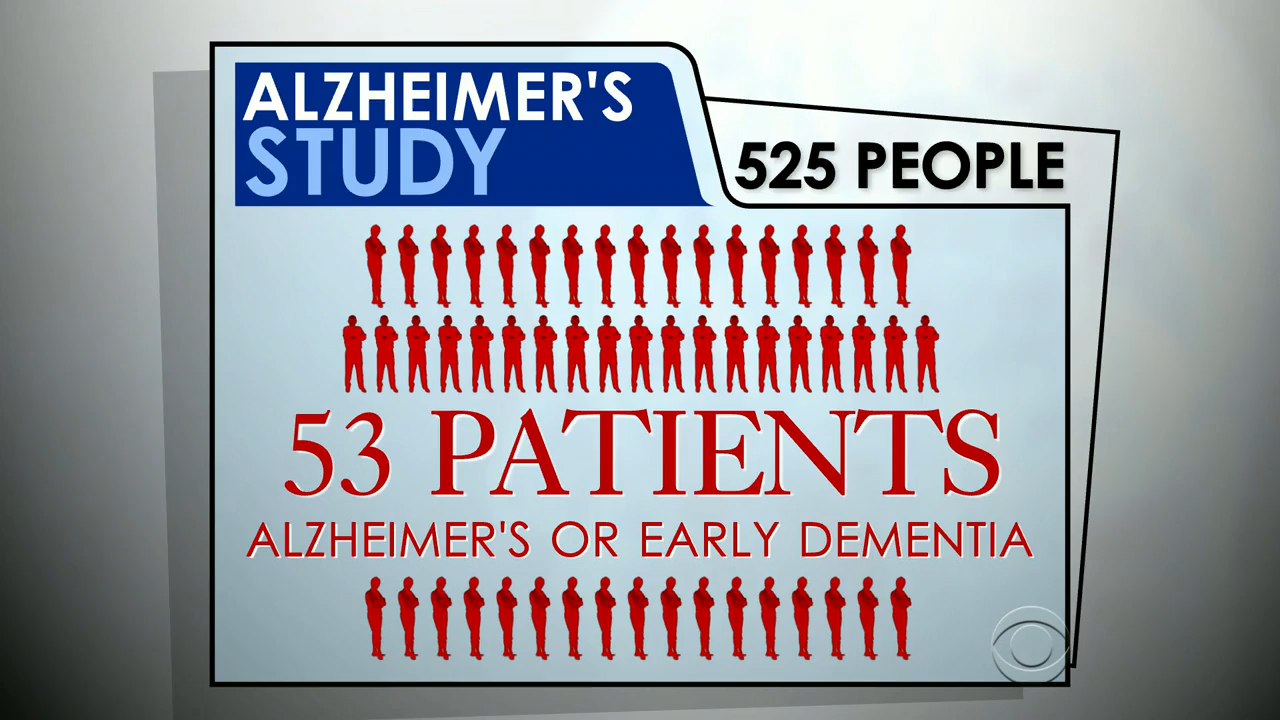 ALZHEIMER'S
STUDY
525 PEOPLE
53 PATIENTS
ALZHEIMER'S OR EARLY DEMENTIA